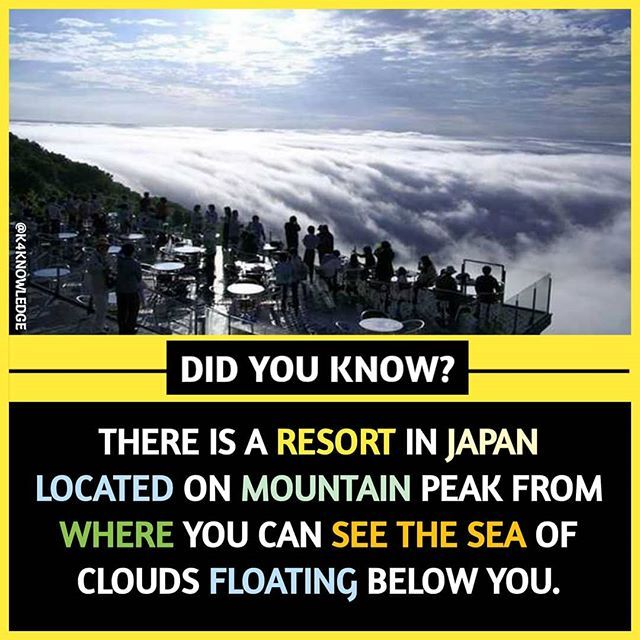 @K4KNOWLEDGE
DID YOU KNOW?
THERE IS A RESORT IN JAPAN
LOCATED ON MOUNTAIN PEAK FROM
WHERE YOU CAN SEE THE SEA OF
CLOUDS FLOATING BELOW YOU.